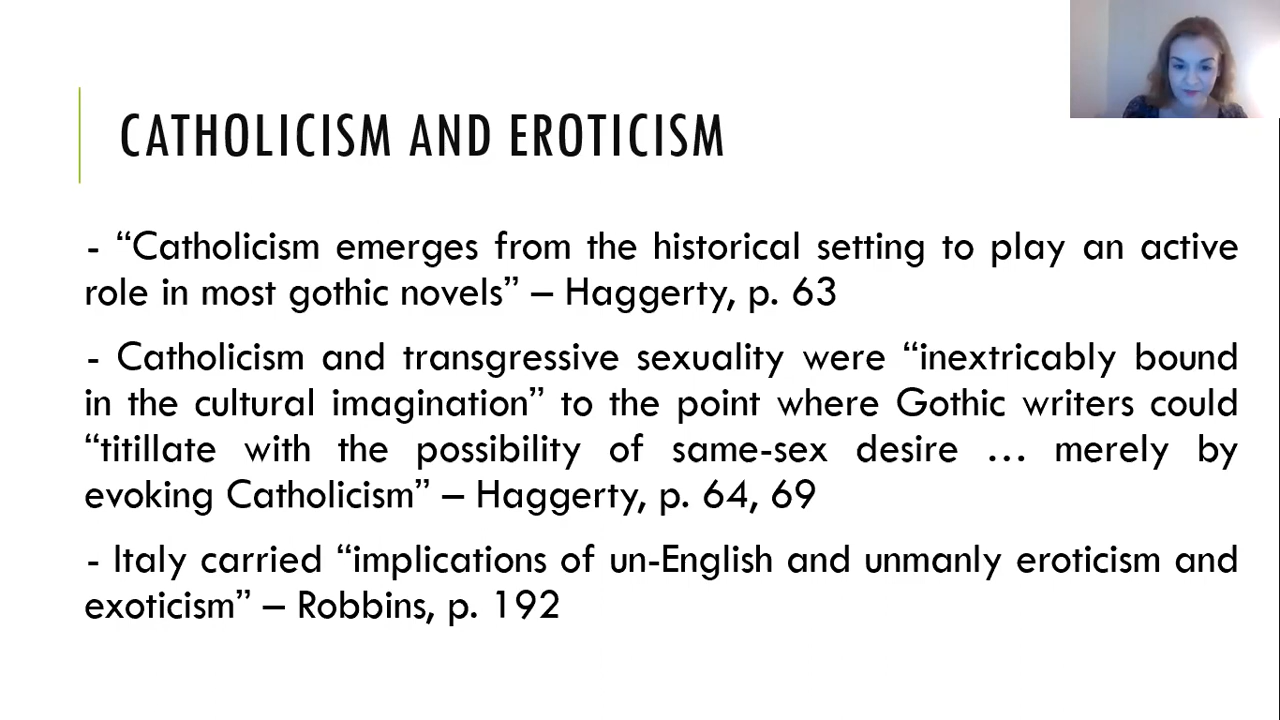 CATHOLICISM AND EROTICISM
- “Catholicism emerges from the historical setting to play an active
role in most gothic novels” – Haggerty, p. 63
- Catholicism and transgressive sexuality were “inextricably bound
in the cultural imagination” to the point where Gothic writers could
“titillate with the possibility of same-sex desire … merely by
evoking Catholicism” – Haggerty, p. 64, 69
- Italy carried “implications of un-English and unmanly eroticism and
exoticism” – Robbins, p. 192